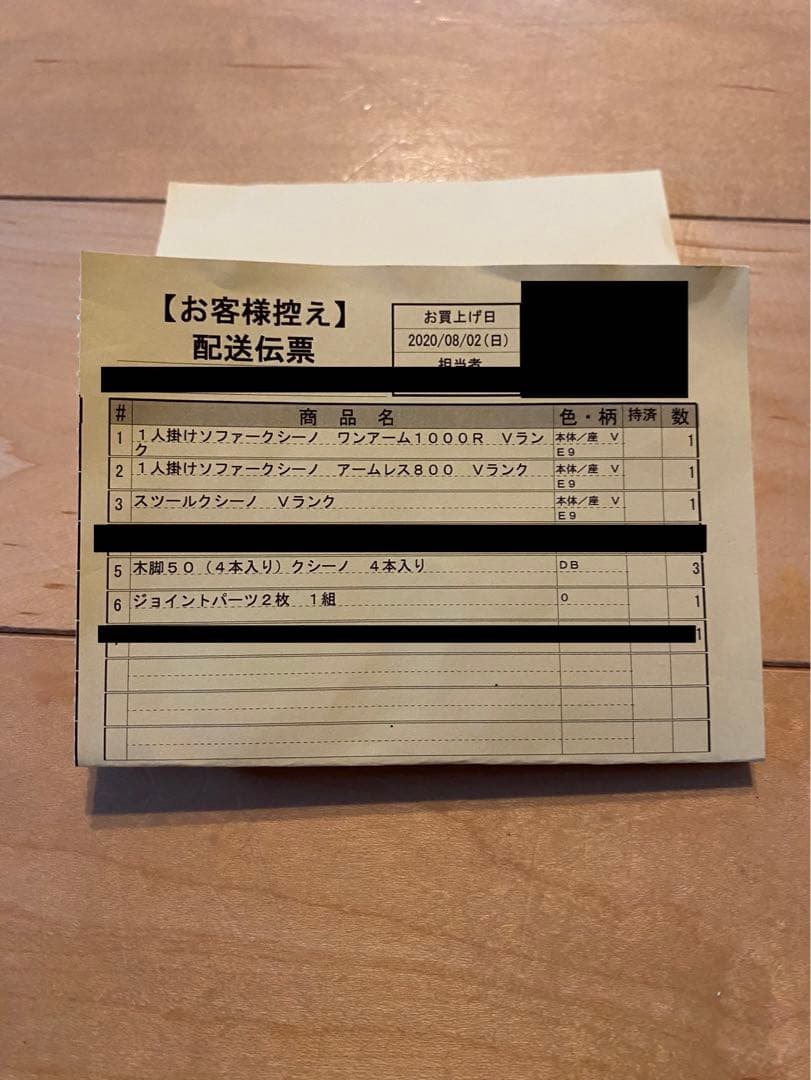 【お客様控え】
配送伝票
お買上げ日
2020/08/02(日)
担当者
# 商品名 色・柄 持済 数
1 1人掛けソファークシーノ ワンアーム1000R Vラン 本体/座 V 1
ク E9
2 1人掛けソファークシーノ アームレス800 Vランク 本体/座 V 1
E9
3 スツールクシーノ Vランク 本体/座 V 1
E9
5 木脚50(4本入り)クシーノ 4本入り DB 3
6 ジョイントパーツ2枚 1組 0 1
1